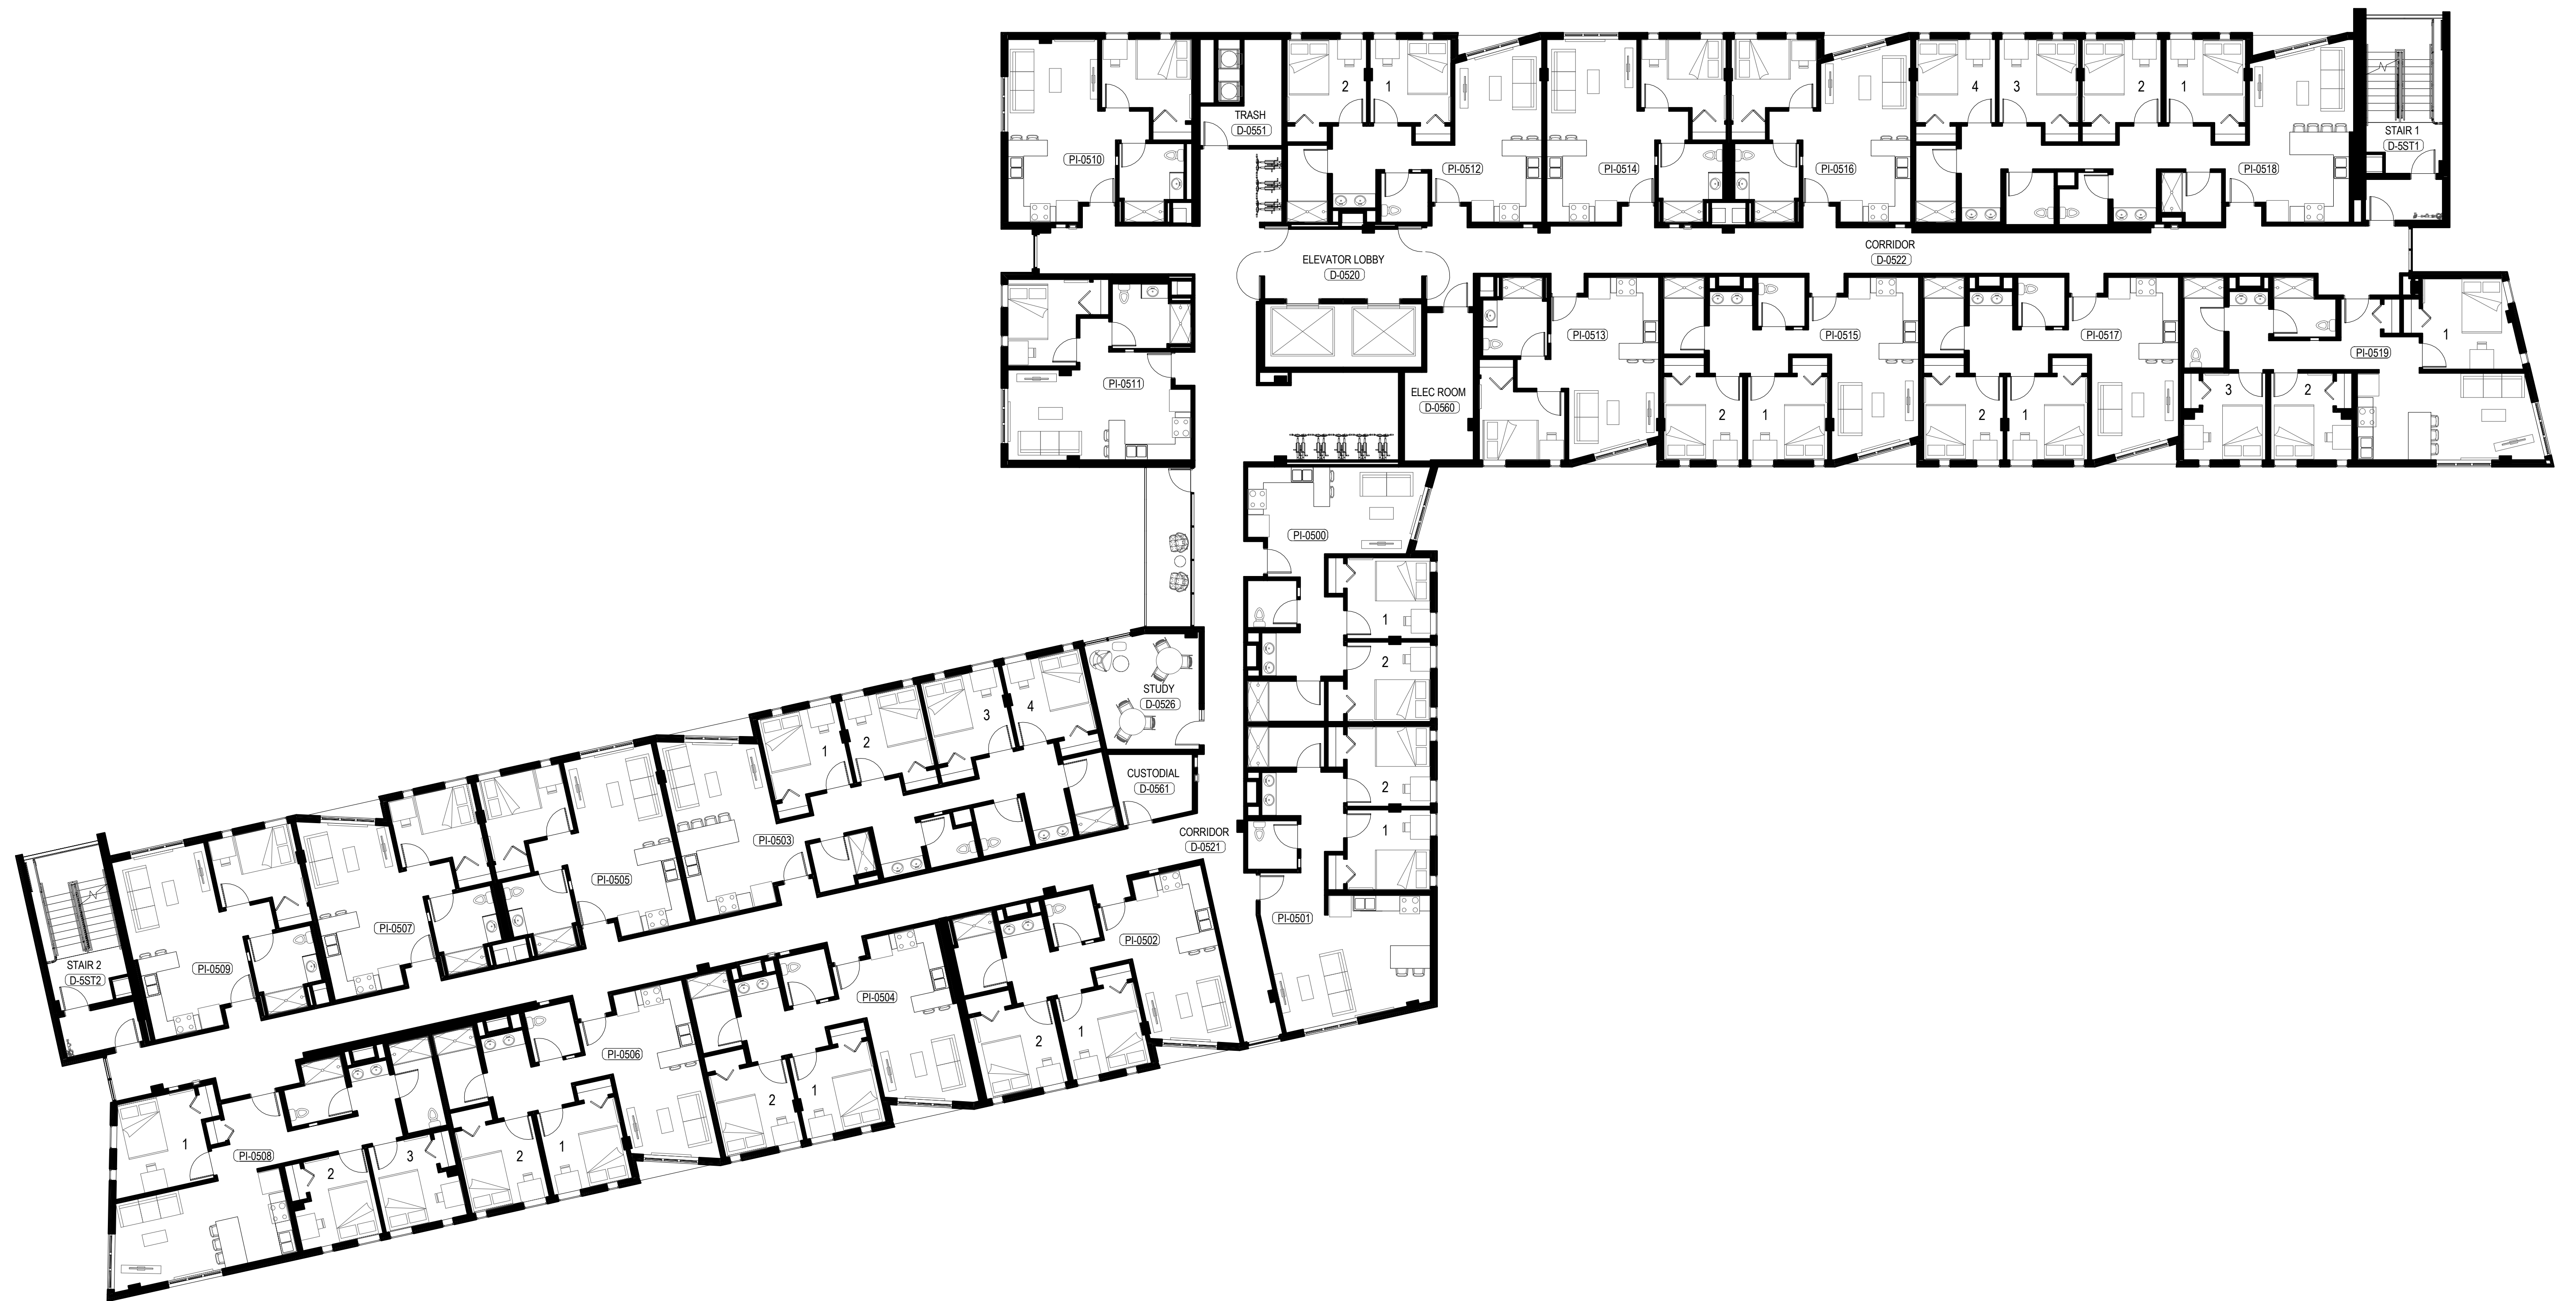 TRASH
D-0551
2
1
4
3
2
1
STAIR 1
D-5ST1
PI-0510
PI-0512
PI-0514
PI-0516
PI-0518
CORRIDOR
D-0522
ELEVATOR LOBBY
D-0520
PI-0513
PI-0515
PI-0517
PI-0519
1
PI-0511
ELEC ROOM
D-0560
2
1
2
1
3
2
PI-0500
1
2
STUDY
D-0526
4
3
2
1
CUSTODIAL
D-0561
2
1
CORRIDOR
D-0521
PI-0503
PI-0505
PI-0501
PI-0507
PI-0502
STAIR 2
D-5ST2
PI-0509
PI-0504
2
1
PI-0506
2
1
1
PI-0508
2
3
2
1